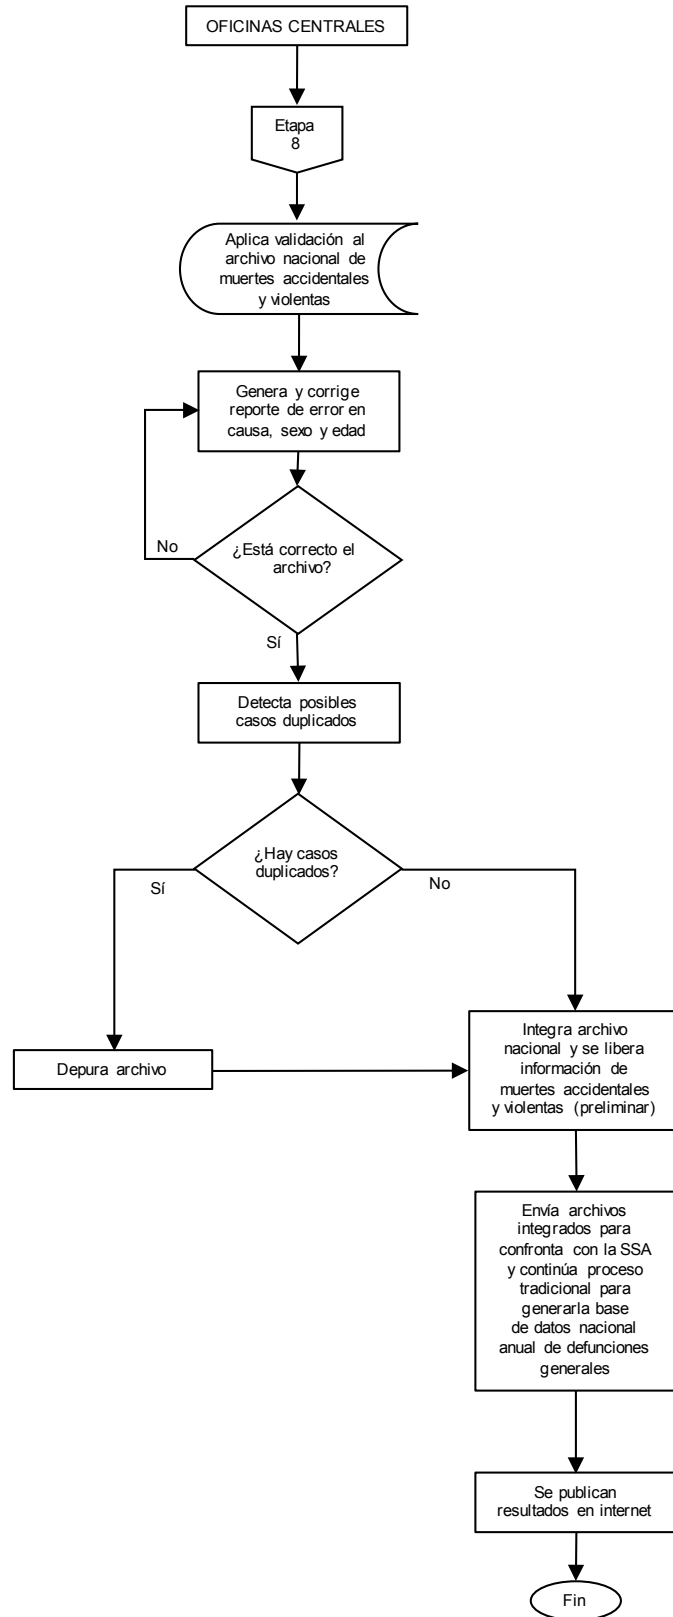 OFICINAS CENTRALES
Etapa
8
Aplica validación al
archivo nacional de
muertes accidentales
y violentas
Genera y corrige
reporte de error en
causa, sexo y edad
No
¿Está correcto el
archivo?
Sí
Detecta posibles
casos duplicados
¿Hay casos
duplicados?
Sí
No
Depura archivo
Integra archivo
nacional y se libera
información de
muertes accidentales
y violentas (preliminar)
Envía archivos
integrados para
confronta con la SSA
y continúa proceso
tradicional para
generarla base
de datos nacional
anual de defunciones
generales
Se publican
resultados en internet
Fin